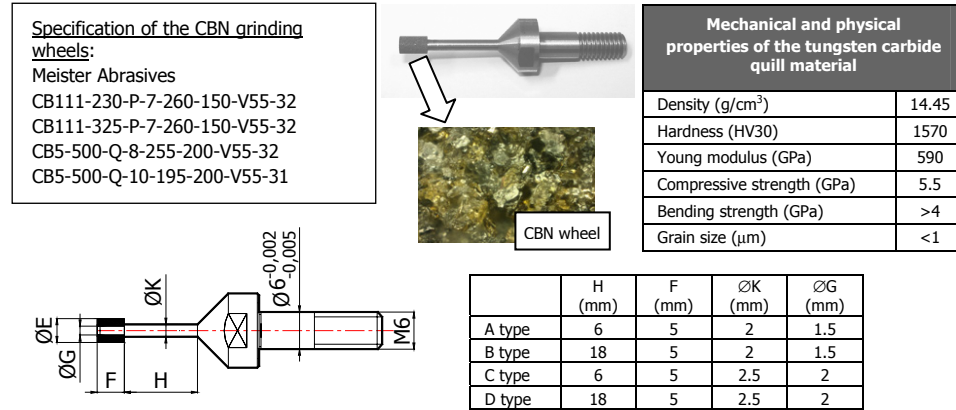 Specification of the CBN grinding
wheels:
Meister Abrasives
CB111-230-P-7-260-150-V55-32
CB111-325-P-7-260-150-V55-32
CB5-500-Q-8-255-200-V55-32
CB5-500-Q-10-195-200-V55-31
CBN wheel
Mechanical and physical
properties of the tungsten carbide
quill material
Density (g/cm³) 14.45
Hardness (HV30) 1570
Young modulus (GPa) 590
Compressive strength (GPa) 5.5
Bending strength (GPa) >4
Grain size (µm) <1
ØE
ØG
F
H
ØK
Ø6-0,002
-0,005
M6
H F ∅K ∅G
(mm) (mm) (mm) (mm)
A type 6 5 2 1.5
B type 18 5 2 1.5
C type 6 5 2.5 2
D type 18 5 2.5 2